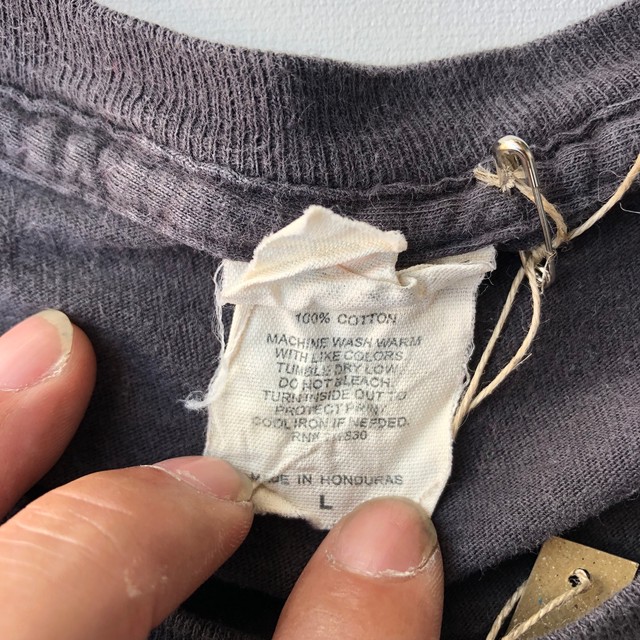 100% COTTON
MACHINE WASH WARM
WITH LIKE COLORS
TUMBLE DRY LOW
DO NOT BLEACH
TURN INSIDE OUT TO
PROTECT PRINT
COOL IRON IF NEEDED.
MADE IN HONDURAS
L